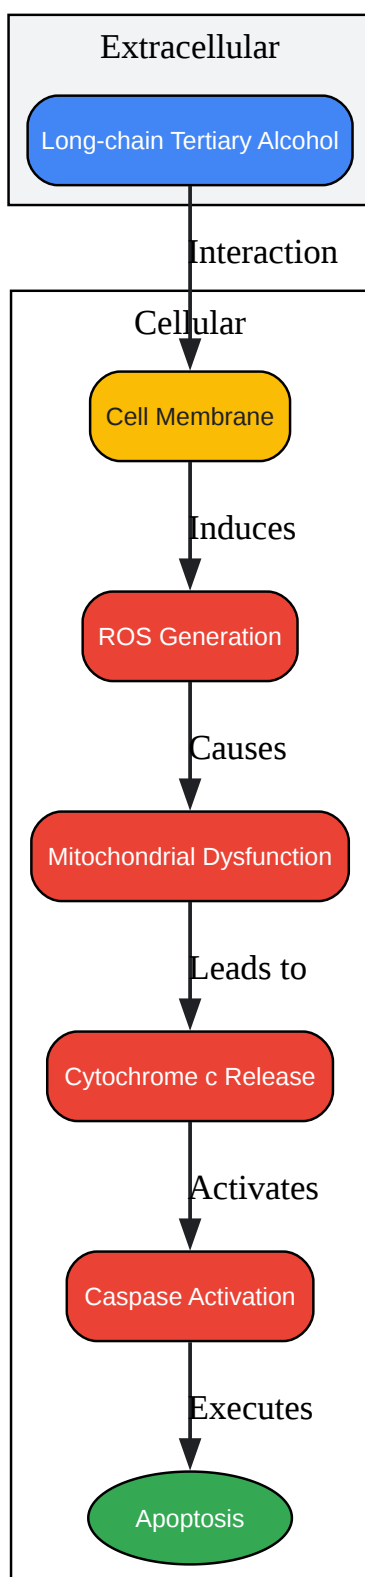 Extracellular
Long-chain Tertiary Alcohol
Interaction
Cellular
Cell Membrane
Induces
ROS Generation
Causes
Mitochondrial Dysfunction
Leads to
Cytochrome c Release
Activates
Caspase Activation
Executes
Apoptosis